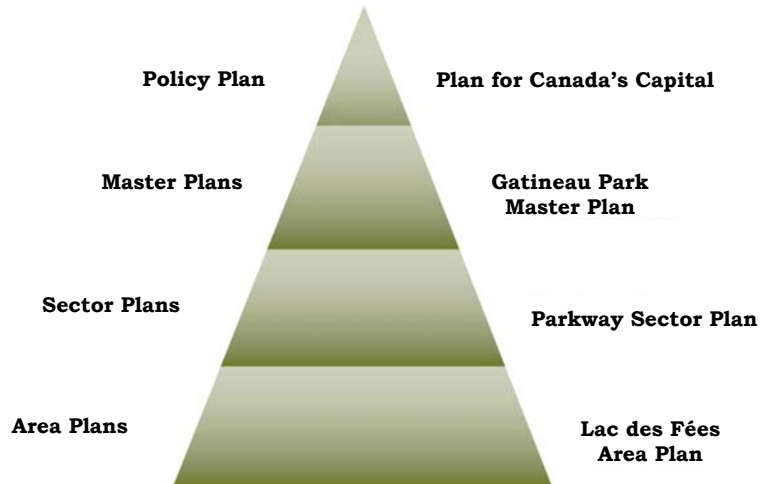 Policy Plan
Plan for Canada's Capital
Master Plans
Gatineau Park
Master Plan
Sector Plans
Parkway Sector Plan
Area Plans
Lac des Fées
Area Plan